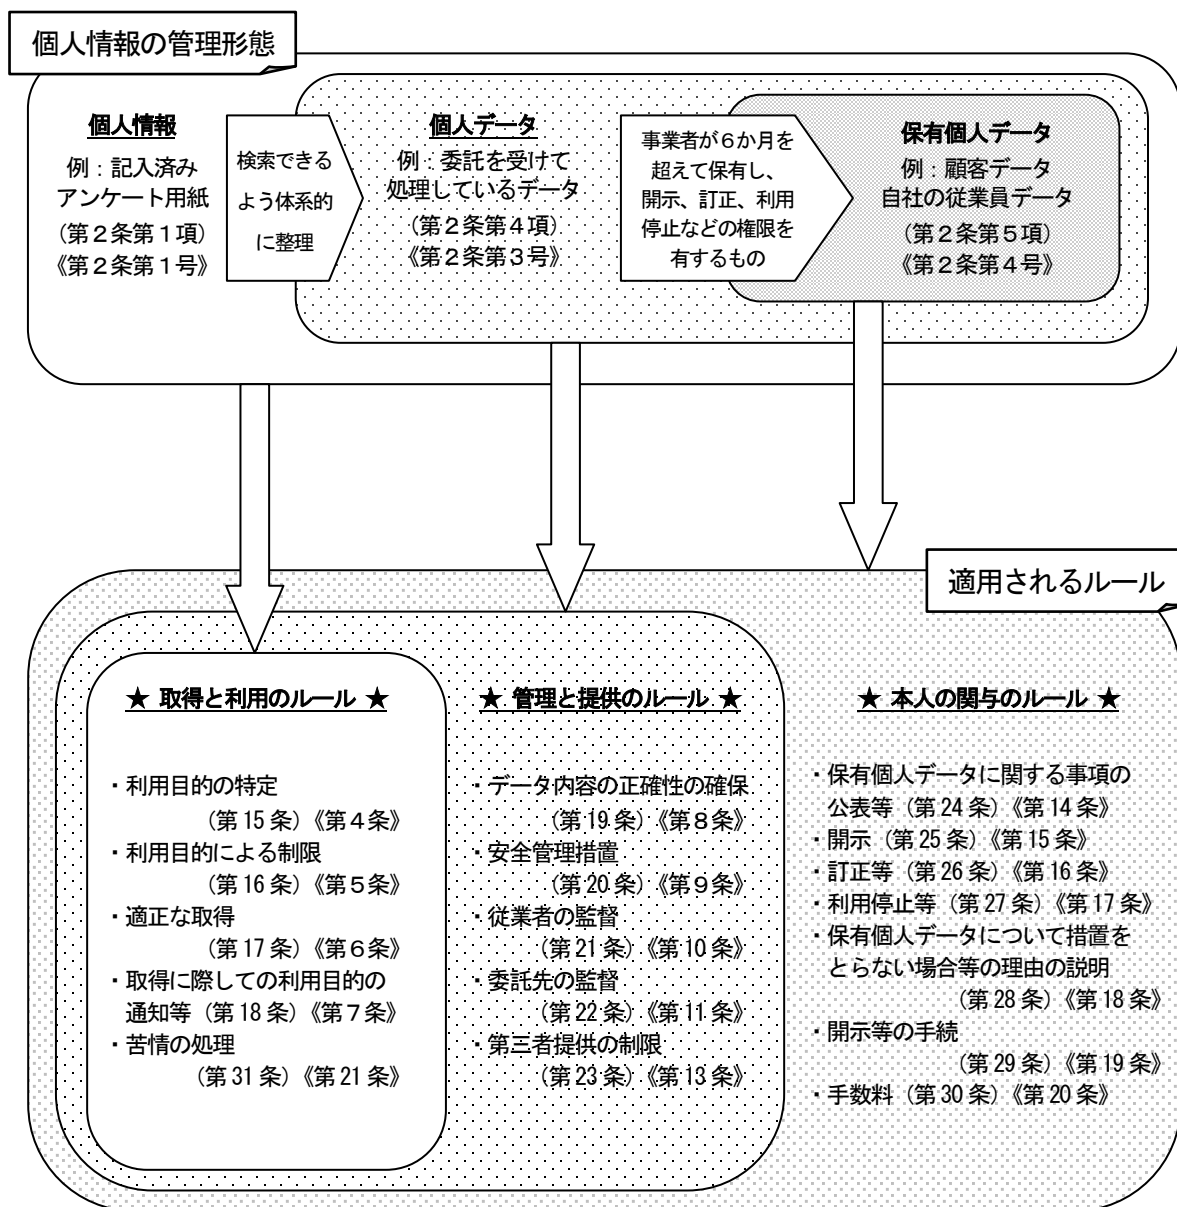 個人情報の管理形態
個人情報
例：記入済み
アンケート用紙
（第２条第１項）
《第２条第１号》
検索できる
よう体系的
に整理
個人データ
例：委託を受けて
処理しているデータ
（第２条第４項）
《第２条第３号》
事業者が６か月を
超えて保有し、
開示、訂正、利用
停止などの権限を
有するもの
保有個人データ
例：顧客データ
自社の従業員データ
（第２条第５項）
《第２条第４号》
適用されるルール
★ 取得と利用のルール ★
・利用目的の特定
（第 15 条）《第４条》
・利用目的による制限
（第 16 条）《第５条》
・適正な取得
（第 17 条）《第６条》
・取得に際しての利用目的の
通知等（第 18 条）《第７条》
・苦情の処理
（第 31 条）《第 21 条》
★ 管理と提供のルール ★
・データ内容の正確性の確保
（第 19 条）《第８条》
・安全管理措置
（第 20 条）《第９条》
・従業者の監督
（第 21 条）《第 10 条》
・委託先の監督
（第 22 条）《第 11 条》
・第三者提供の制限
（第 23 条）《第 13 条》
★ 本人の関与のルール ★
・保有個人データに関する事項の
公表等（第 24 条）《第 14 条》
・開示（第 25 条）《第 15 条》
・訂正等（第 26 条）《第 16 条》
・利用停止等（第 27 条）《第 17 条》
・保有個人データについて措置を
とらない場合等の理由の説明
（第 28 条）《第 18 条》
・開示等の手続
（第 29 条）《第 19 条》
・手数料（第 30 条）《第 20 条》